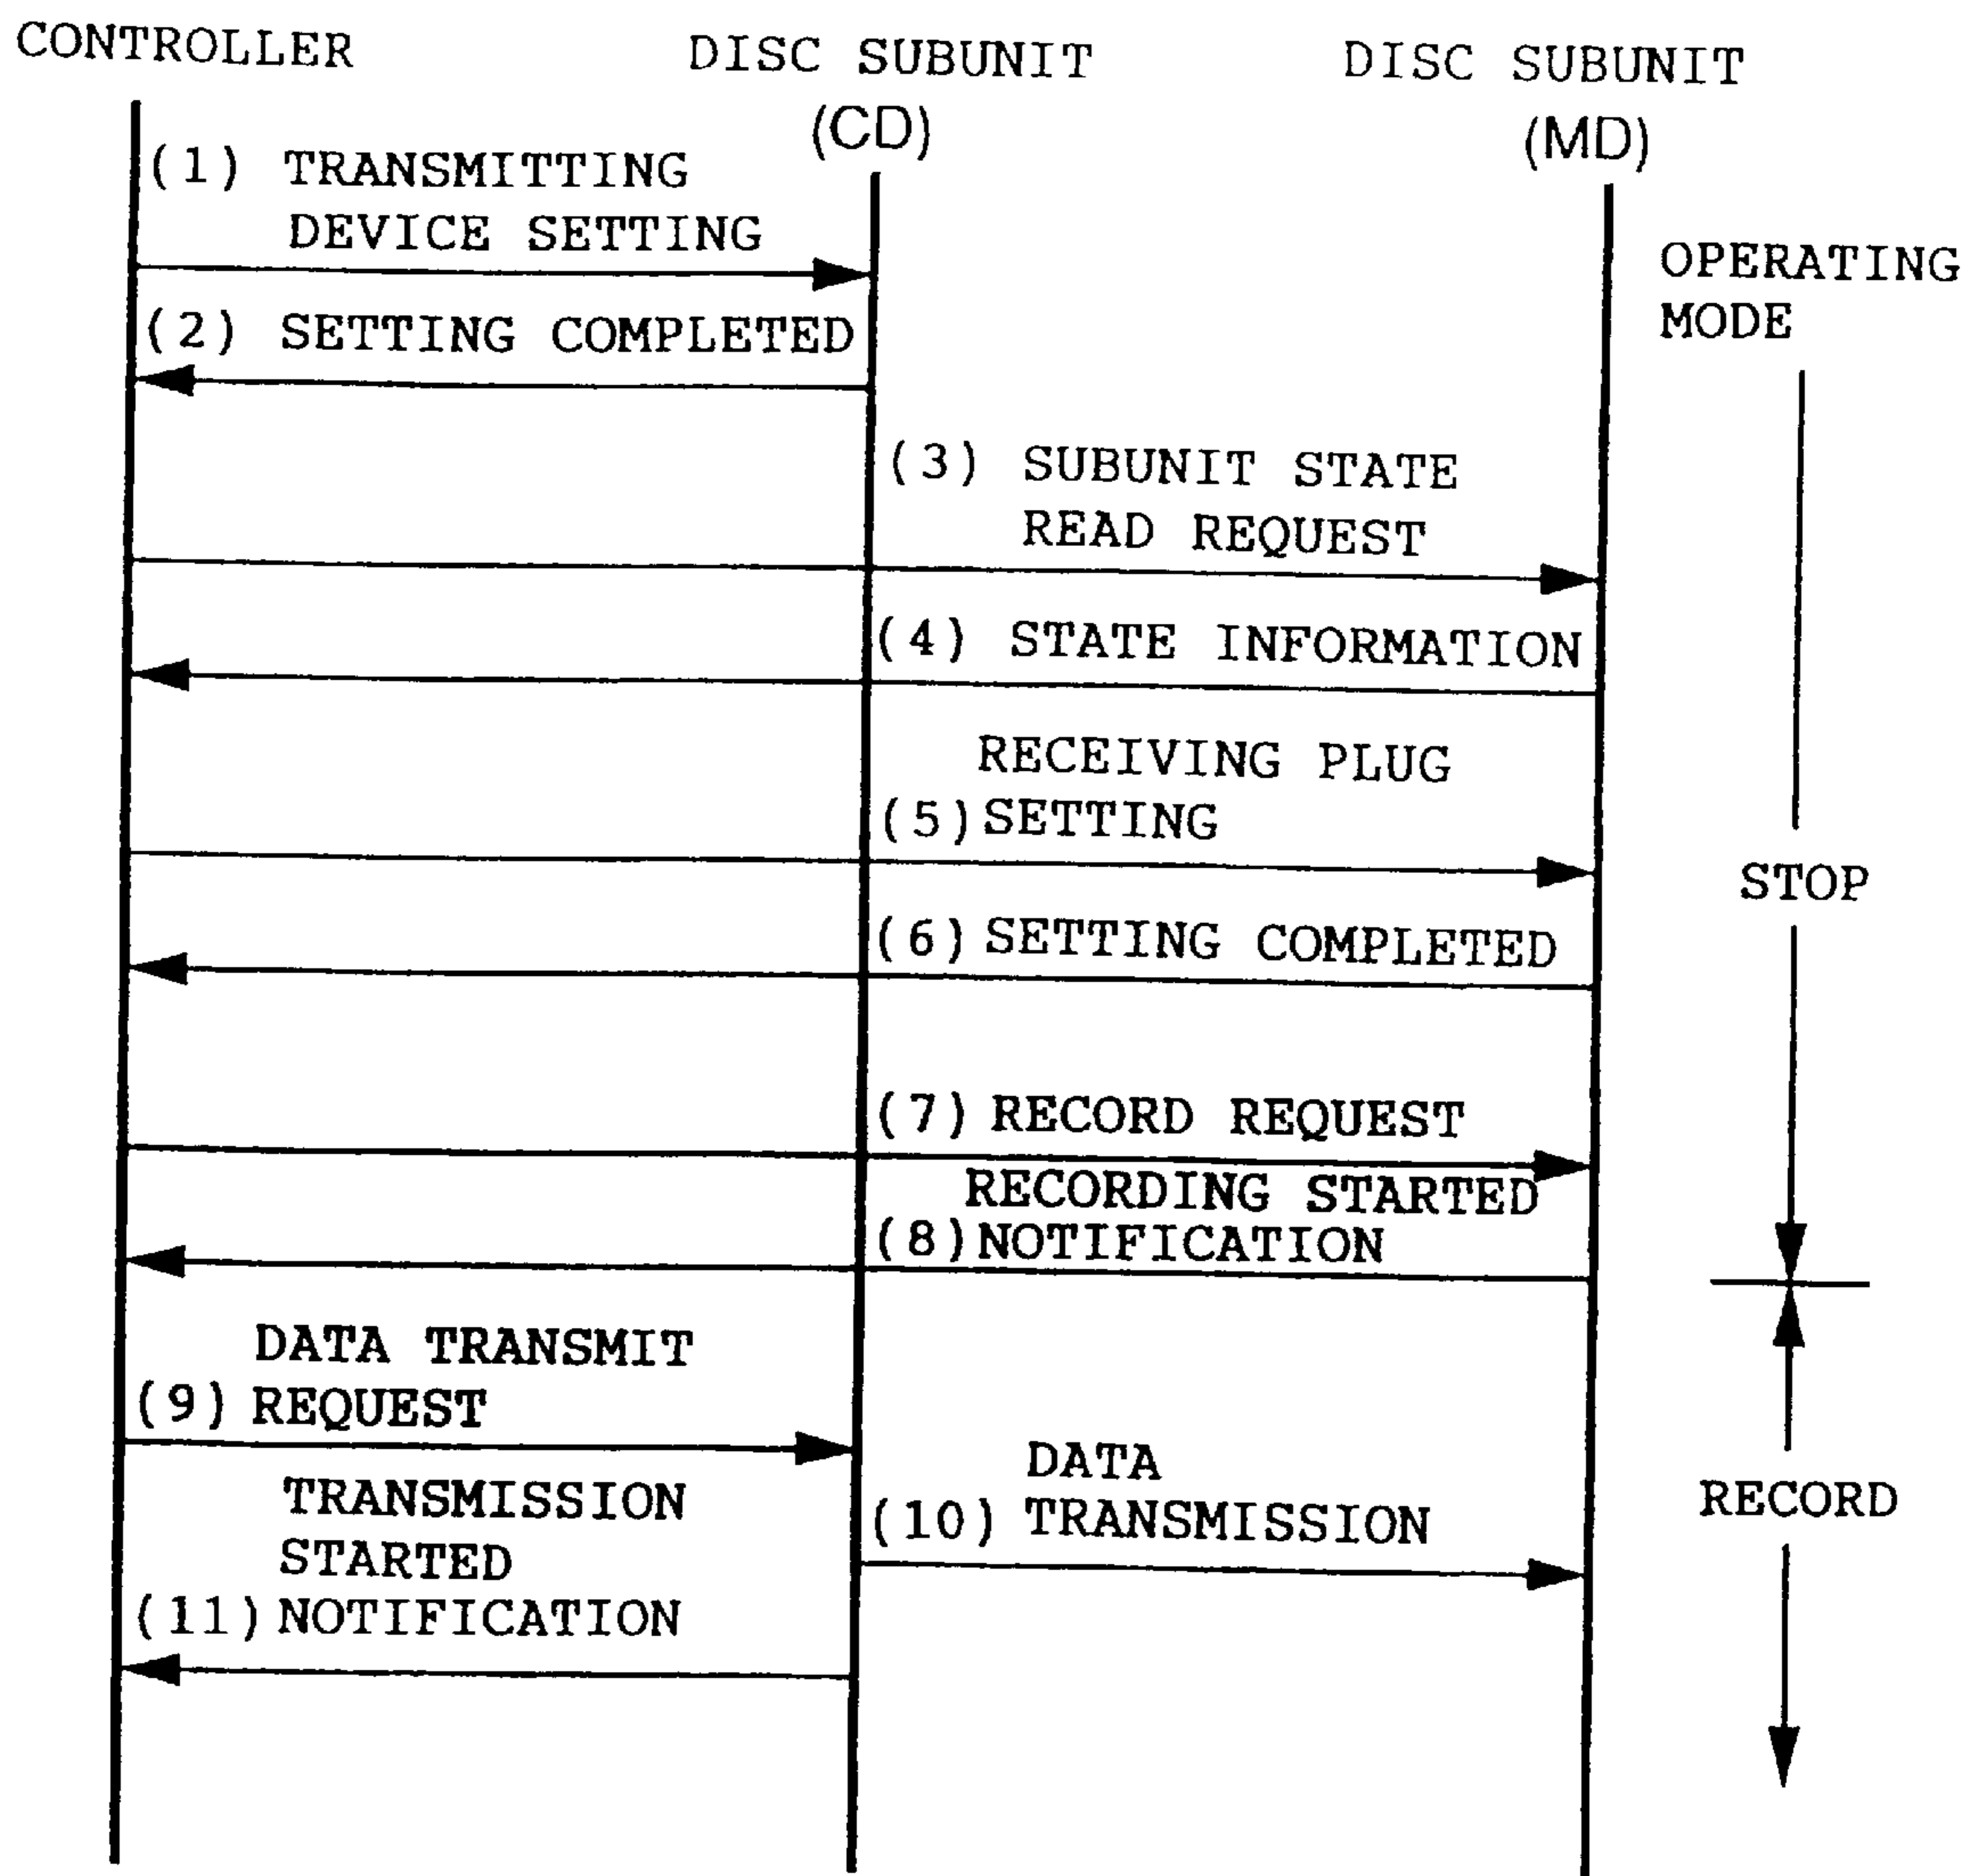 CONTROLLER
DISC SUBUNIT
(CD)
DISC SUBUNIT
(MD)
(1) TRANSMITTING
DEVICE SETTING
OPERATING
MODE
(2) SETTING COMPLETED
(3) SUBUNIT STATE
READ REQUEST
(4) STATE INFORMATION
RECEIVING PLUG
(5) SETTING
STOP
(6) SETTING COMPLETED
(7) RECORD REQUEST
RECORDING STARTED
(8) NOTIFICATION
DATA TRANSMIT
(9) REQUEST
DATA
(10) TRANSMISSION
RECORD
TRANSMISSION
STARTED
(11) NOTIFICATION